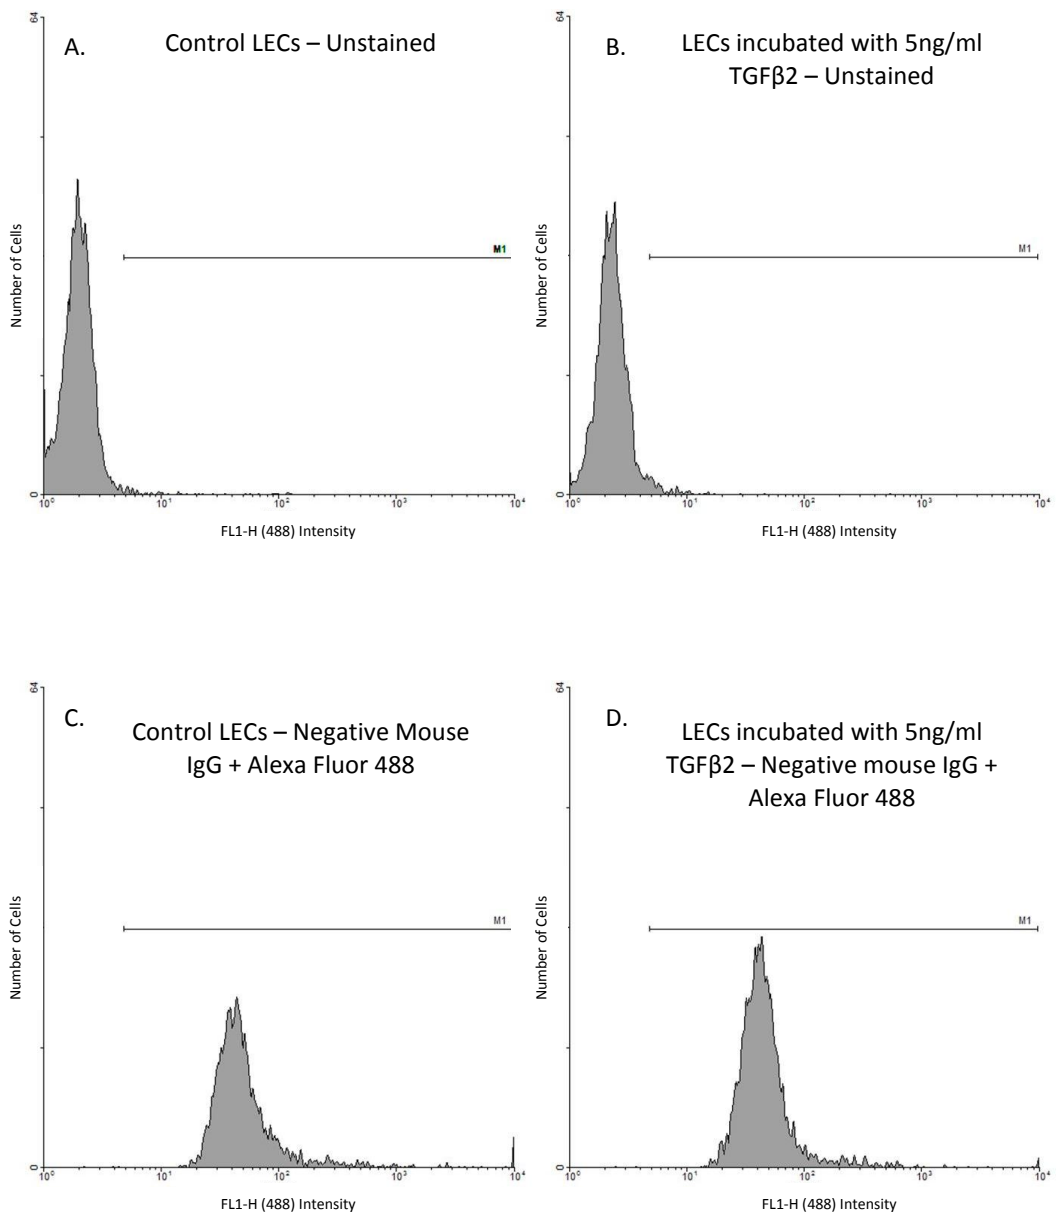 A.
Control LECs – Unstained
64
Number of Cells
M1
0
10⁰ 10¹ 10² 10³ 10⁴
FL1-H (488) Intensity
B.
LECs incubated with 5ng/ml
TGFβ2 – Unstained
64
Number of Cells
M1
0
10⁰ 10¹ 10² 10³ 10⁴
FL1-H (488) Intensity
C.
Control LECs – Negative Mouse
IgG + Alexa Fluor 488
64
Number of Cells
M1
0
10⁰ 10¹ 10² 10³ 10⁴
FL1-H (488) Intensity
D.
LECs incubated with 5ng/ml
TGFβ2 – Negative mouse IgG +
Alexa Fluor 488
64
Number of Cells
M1
0
10⁰ 10¹ 10² 10³ 10⁴
FL1-H (488) Intensity